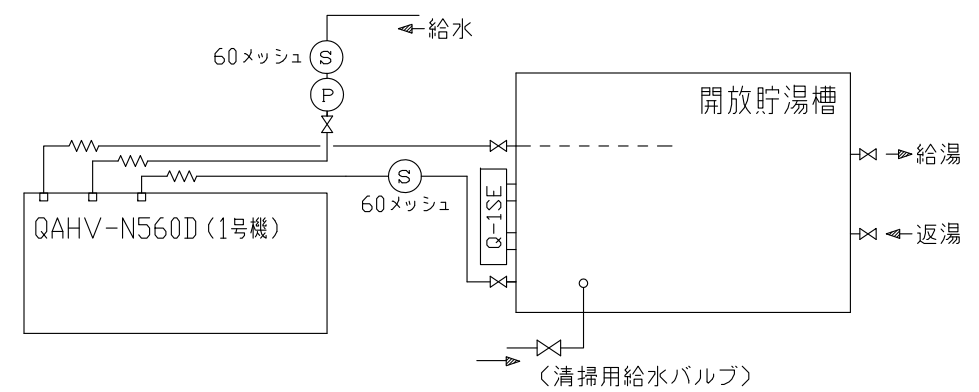 給水
60メッシュ
S
P
開放貯湯槽
給湯
S
60メッシュ
Q-1SE
QAHV-N560D(1号機)
返湯
(清掃用給水バルブ)